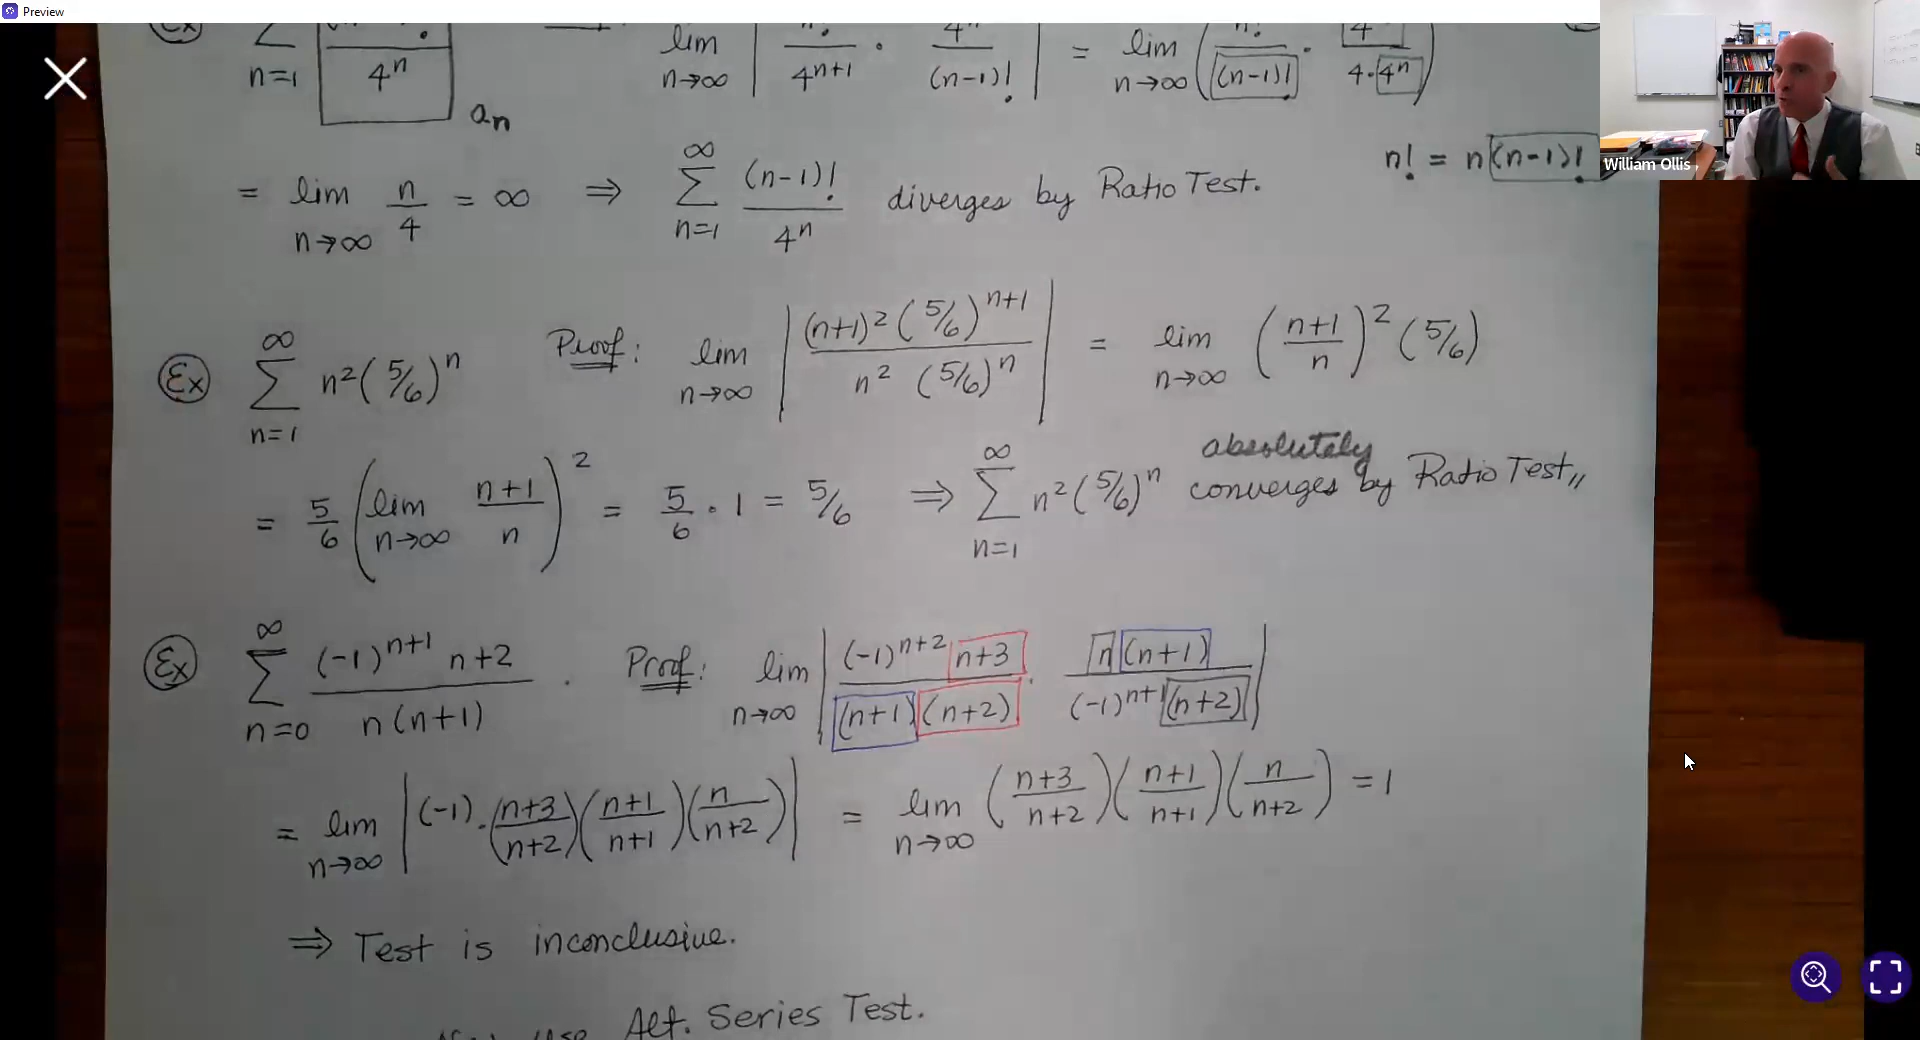 Preview
Ex ∑ n=1 4^n a_n lim n→∞ | n! / 4^{n+1} · 4^n / (n-1)! | = lim n→∞ ( n! / (n-1)! · 4^n / 4·4^n )
William Ollis
= lim n→∞ n/4 = ∞ ⇒ ∑_{n=1}^{∞} (n-1)! / 4^n diverges by Ratio Test. n! = n(n-1)!
Ex ∑_{n=1}^{∞} n²(5/6)^n Proof: lim n→∞ | (n+1)²(5/6)^{n+1} / n² (5/6)^n | = lim n→∞ ( (n+1)/n )² (5/6)
absolutely
= 5/6 ( lim n→∞ (n+1)/n )² = 5/6 · 1 = 5/6 ⇒ ∑_{n=1}^{∞} n²(5/6)^n converges by Ratio Test,,
Ex ∑_{n=0}^{∞} (-1)^{n+1} n+2 / n(n+1) . Proof: lim n→∞ | (-1)^{n+2} n+3 / (n+1)(n+2) · n(n+1) / (-1)^{n+1}(n+2) |
= lim n→∞ | (-1)·((n+3)/(n+2))((n+1)/(n+1))(n/(n+2)) | = lim n→∞ ((n+3)/(n+2))((n+1)/(n+1))(n/(n+2)) = 1
⇒ Test is inconclusive.
use Alt. Series Test.